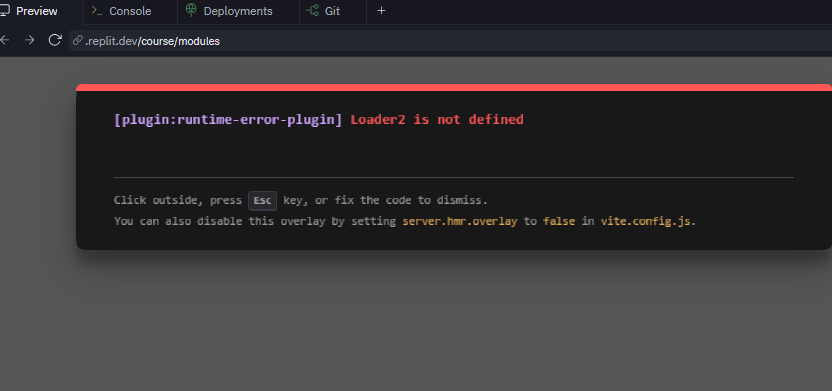 Preview
>_ Console
Deployments
Git
+
.replit.dev/course/modules
[plugin:runtime-error-plugin] Loader2 is not defined
Click outside, press Esc key, or fix the code to dismiss.
You can also disable this overlay by setting server.hmr.overlay to false in vite.config.js.